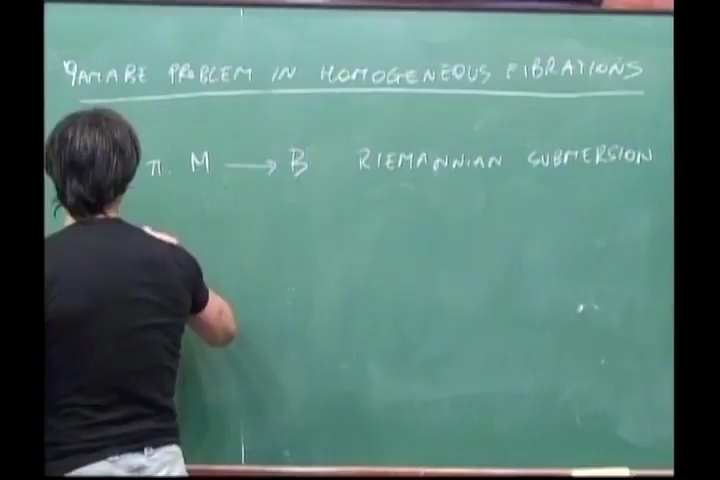 YAMABE PROBLEM IN HOMOGENEOUS FIBRATIONS
π. M → B RIEMANNIAN SUBMERSION